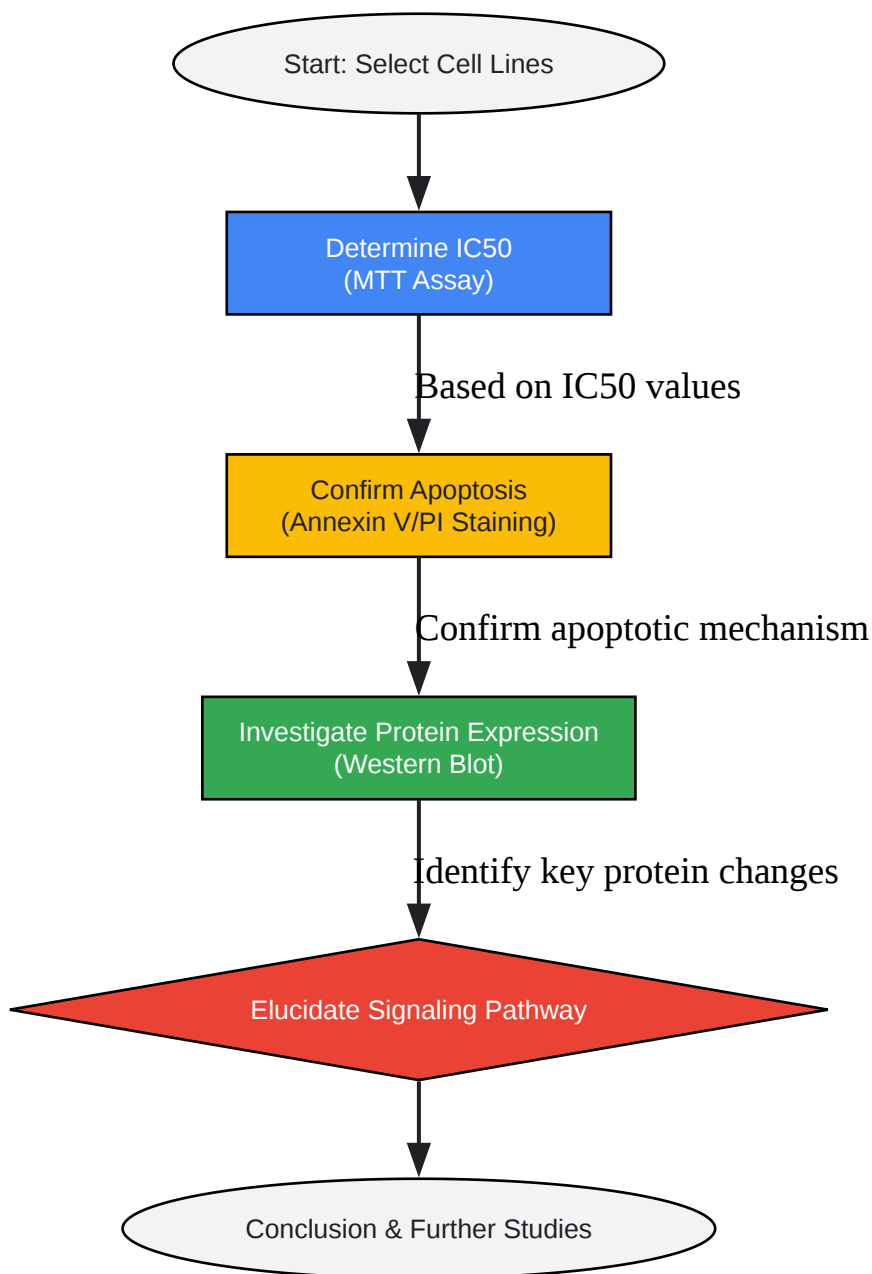 Start: Select Cell Lines
Determine IC50
(MTT Assay)
Based on IC50 values
Confirm Apoptosis
(Annexin V/PI Staining)
Confirm apoptotic mechanism
Investigate Protein Expression
(Western Blot)
Identify key protein changes
Elucidate Signaling Pathway
Conclusion & Further Studies